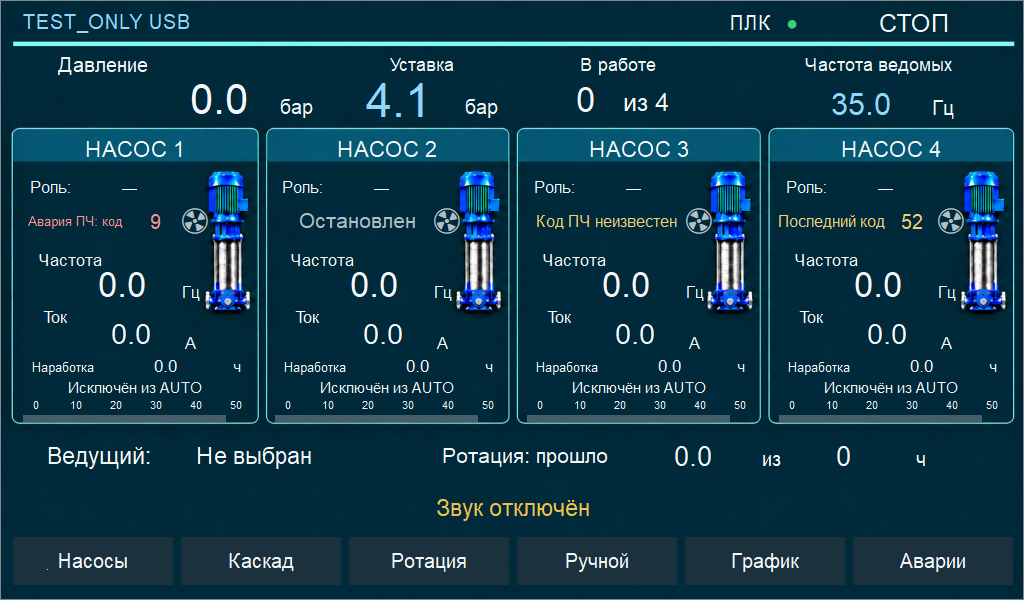 TEST_ONLY USB ПЛК СТОП
Давление Уставка В работе Частота ведомых
0.0 бар 4.1 бар 0 из 4 35.0 Гц
НАСОС 1 НАСОС 2 НАСОС 3 НАСОС 4
Роль: — Роль: — Роль: — Роль: —
Авария ПЧ: код 9 Остановлен Код ПЧ неизвестен Последний код 52
Частота Частота Частота Частота
0.0 Гц 0.0 Гц 0.0 Гц 0.0 Гц
Ток Ток Ток Ток
0.0 А 0.0 А 0.0 А 0.0 А
Наработка 0.0 ч Наработка 0.0 ч Наработка 0.0 ч Наработка 0.0 ч
Исключён из AUTO Исключён из AUTO Исключён из AUTO Исключён из AUTO
0 10 20 30 40 50 0 10 20 30 40 50 0 10 20 30 40 50 0 10 20 30 40 50
Ведущий: Не выбран Ротация: прошло 0.0 из 0 ч
Звук отключён
Насосы Каскад Ротация Ручной График Аварии